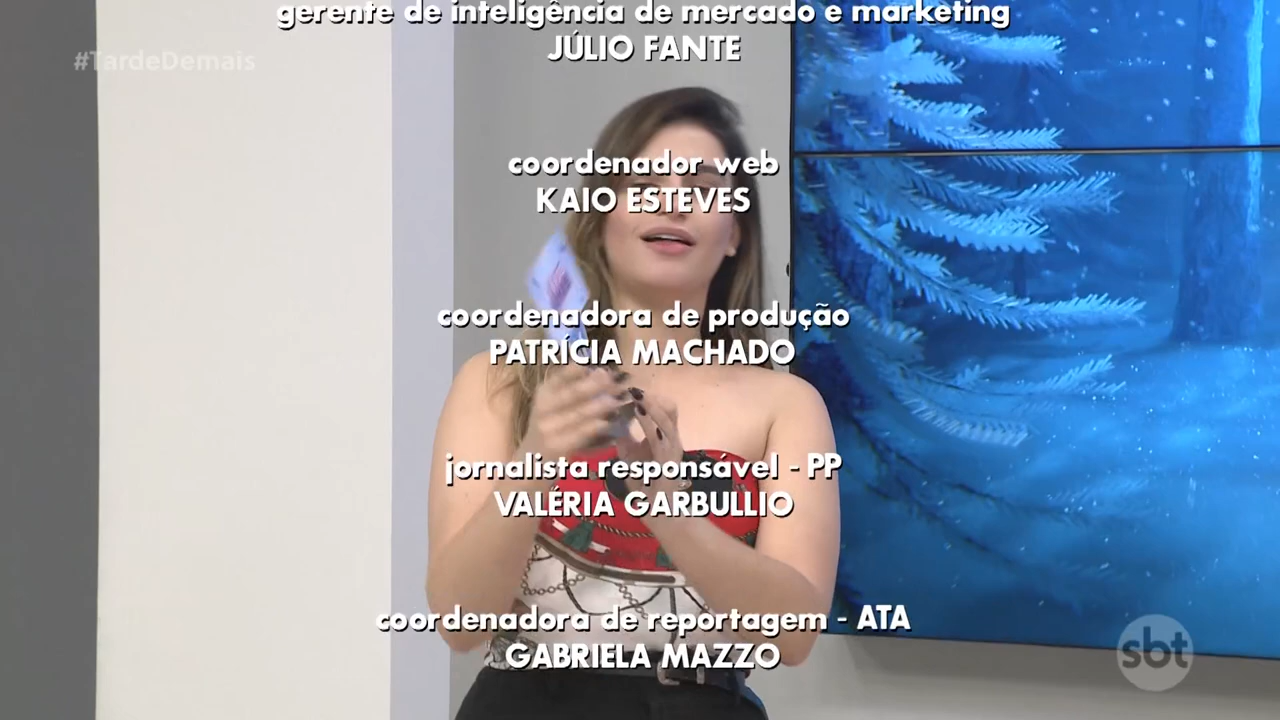 gerente de inteligência de mercado e marketing
JÚLIO FANTE
#TardeDemais
coordenador web
KAIO ESTEVES
coordenadora de produção
PATRÍCIA MACHADO
jornalista responsável - PP
VALÉRIA GARBULLIO
coordenadora de reportagem - ATA
GABRIELA MAZZO
sbt